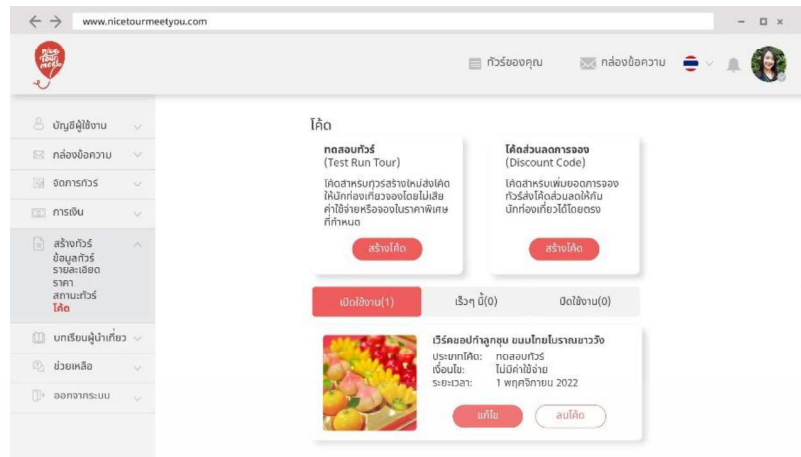 www.nicetourmeetyou.com
nice
tour
meet
ทัวร์ของคุณ
กล่องข้อความ
บัญชีผู้ใช้งาน
กล่องข้อความ
จัดการทัวร์
การเงิน
สร้างทัวร์
ข้อมูลทัวร์
รายละเอียด
ราคา
สถานะทัวร์
โค้ด
บทเรียนผู้นำเที่ยว
ช่วยเหลือ
ออกจากระบบ
โค้ด
ทดสอบทัวร์
(Test Run Tour)
โค้ดสำหรับทัวร์สร้างใหม่ส่งโค้ด
ให้นักท่องเที่ยวจองโดยไม่เสีย
ค่าใช้จ่ายหรือจองในราคาพิเศษ
ที่กำหนด
สร้างโค้ด
โค้ดส่วนลดการจอง
(Discount Code)
โค้ดสำหรับเพิ่มยอดการจอง
ทัวร์ส่งโค้ดส่วนลดให้กับ
นักท่องเที่ยวได้โดยตรง
สร้างโค้ด
เปิดใช้งาน(1)
เร็วๆ นี้(0)
ปิดใช้งาน(0)
เวิร์คชอปทำลูกชุบ ขนมไทยโบราณชาววัง
ประเภทโค้ด: ทดสอบทัวร์
เงื่อนไข: ไม่มีค่าใช้จ่าย
ระยะเวลา: 1 พฤศจิกายน 2022
แก้ไข
ลบโค้ด